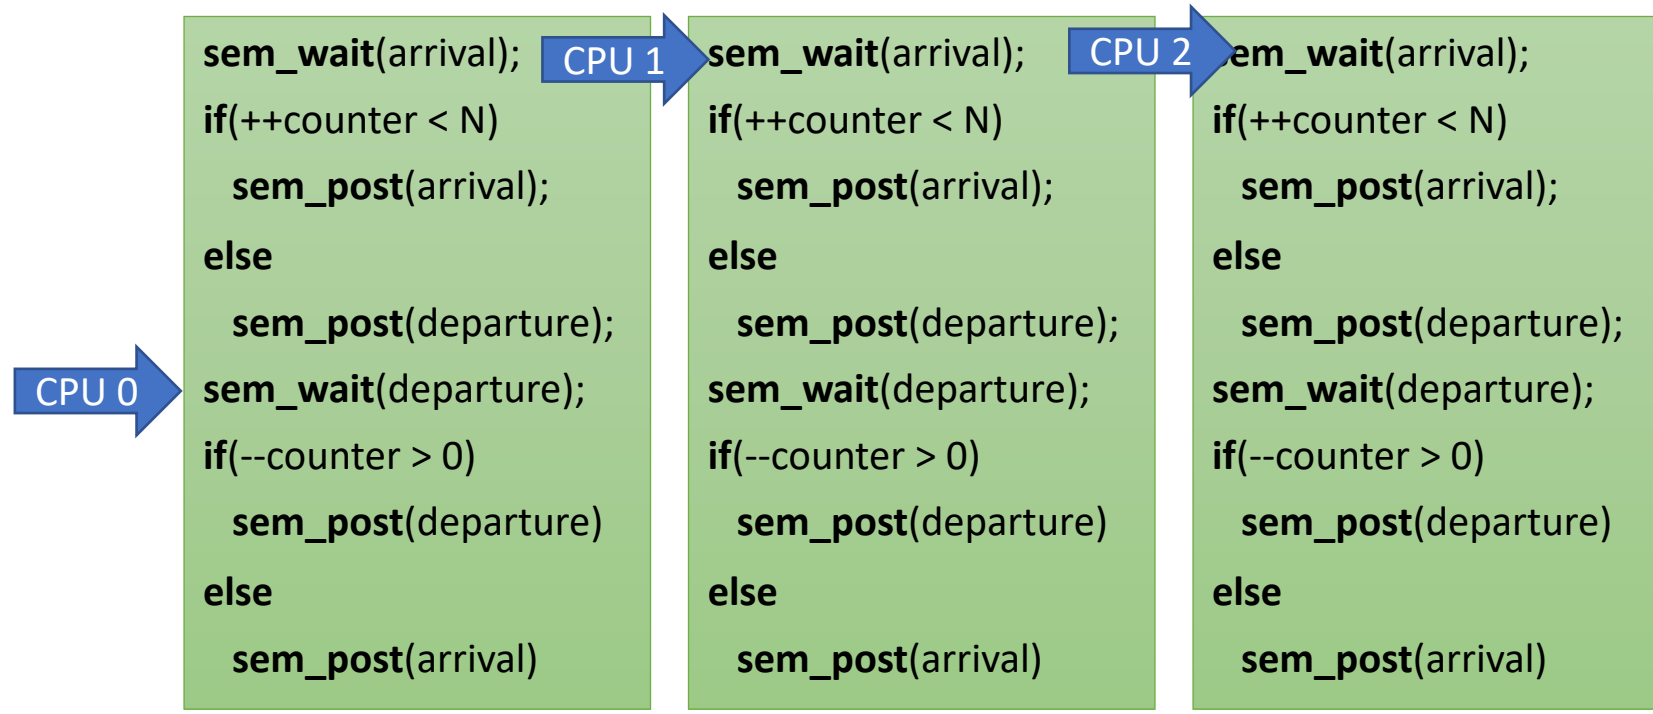 CPU 0
sem_wait(arrival);
if(++counter < N)
sem_post(arrival);
else
sem_post(departure);
sem_wait(departure);
if(--counter > 0)
sem_post(departure)
else
sem_post(arrival)
CPU 1
sem_wait(arrival);
if(++counter < N)
sem_post(arrival);
else
sem_post(departure);
sem_wait(departure);
if(--counter > 0)
sem_post(departure)
else
sem_post(arrival)
CPU 2
sem_wait(arrival);
if(++counter < N)
sem_post(arrival);
else
sem_post(departure);
sem_wait(departure);
if(--counter > 0)
sem_post(departure)
else
sem_post(arrival)